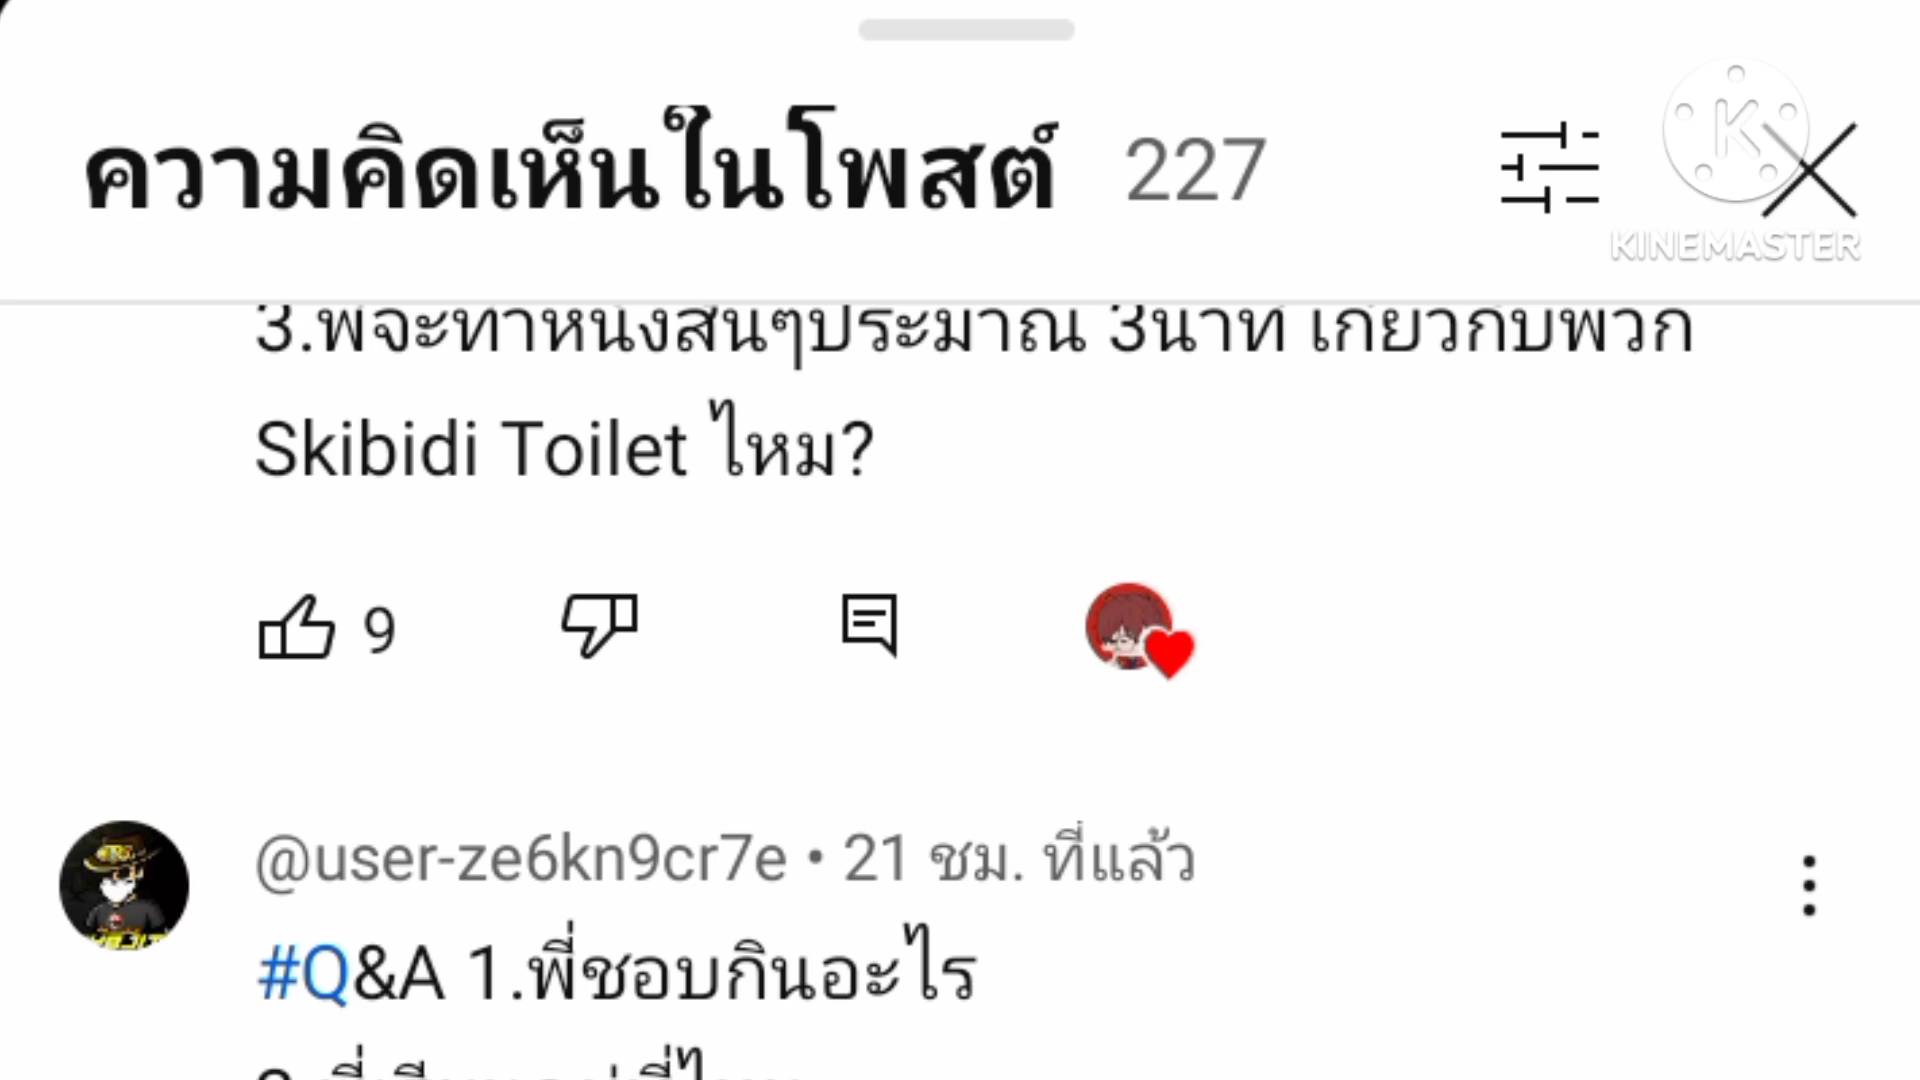 ความคิดเห็นในโพสต์ 227
KINEMASTER
3.พี่จะทำหนังสั้นๆประมาณ 3นาที เกี่ยวกับพวก
Skibidi Toilet ไหม?
9
@user-ze6kn9cr7e • 21 ชม. ที่แล้ว
#Q&A 1.พี่ชอบกินอะไร